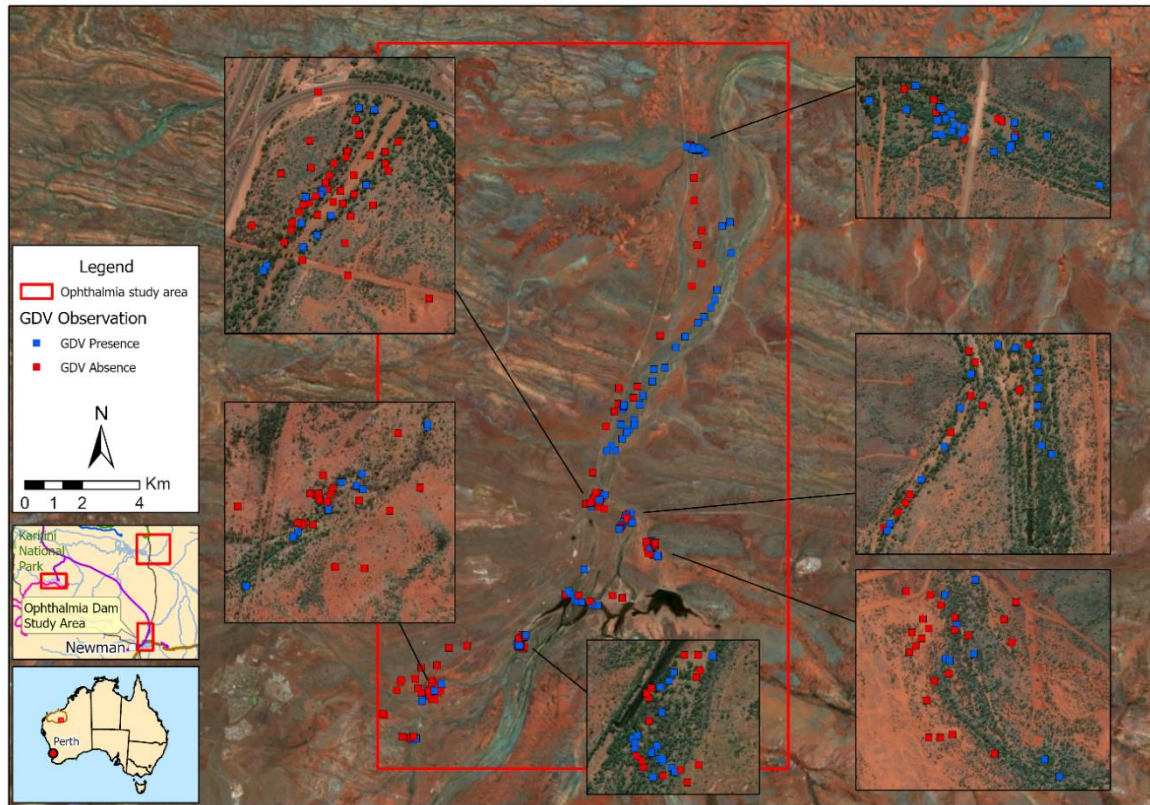 Legend
Ophthalmia study area
GDV Observation
GDV Presence
GDV Absence
N
0 2 4 Km
Karijini
National
Park
Ophthalmia Dam
Study Area
Newman
Perth